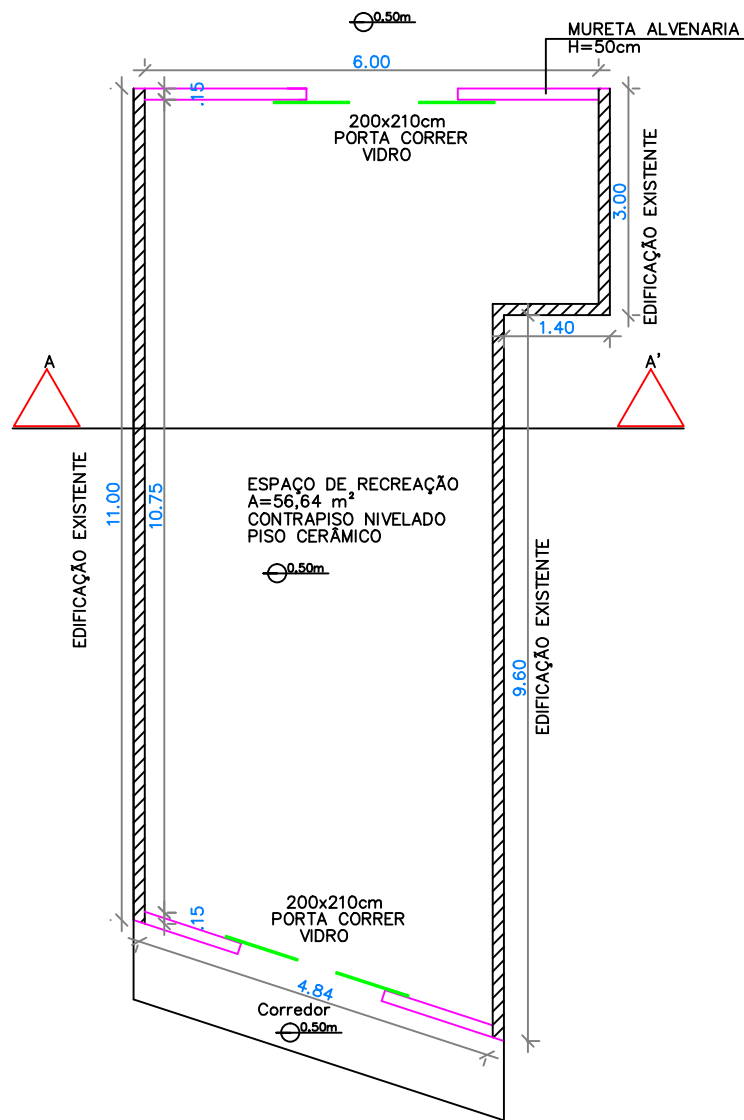 0.50m
MURETA ALVENARIA
H=50cm
6.00
.15
200x210cm
PORTA CORRER
VIDRO
3.00
EDIFICAÇÃO EXISTENTE
1.40
A
A'
ESPAÇO DE RECREAÇÃO
A=56,64 m²
CONTRAPISO NIVELADO
PISO CERÂMICO
0.50m
EDIFICAÇÃO EXISTENTE
11.00
10.75
9.60
EDIFICAÇÃO EXISTENTE
.15
200x210cm
PORTA CORRER
VIDRO
4.84
Corredor
0.50m